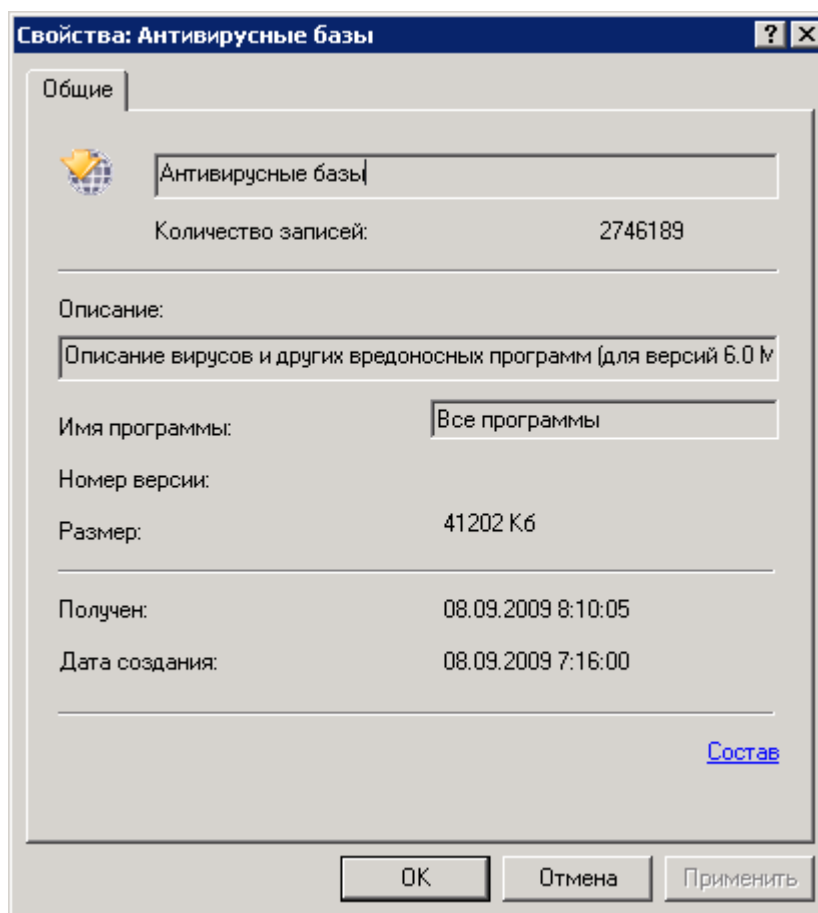 Свойства: Антивирусные базы
Общие
Антивирусные базы
Количество записей: 2746189
Описание:
Описание вирусов и других вредоносных программ (для версий 6.0 М
Имя программы: Все программы
Номер версии:
Размер: 41202 Кб
Получен: 08.09.2009 8:10:05
Дата создания: 08.09.2009 7:16:00
Состав
OK Отмена Применить